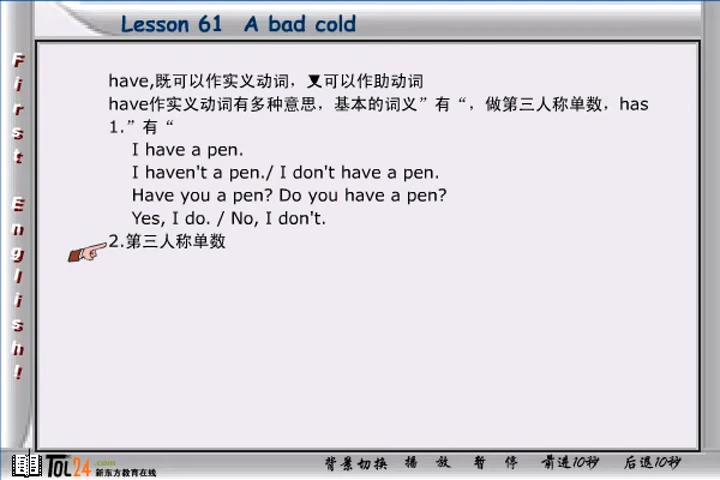 Lesson 61 A bad cold
First English!
have,既可以作实义动词，又可以作助动词
have作实义动词有多种意思，基本的词义”有“，做第三人称单数，has
1.”有“
I have a pen.
I haven't a pen./ I don't have a pen.
Have you a pen? Do you have a pen?
Yes, I do. / No, I don't.
2.第三人称单数
TOL24.com 新东方教育在线
背景切换 播放 暂停 前进10秒 后退10秒